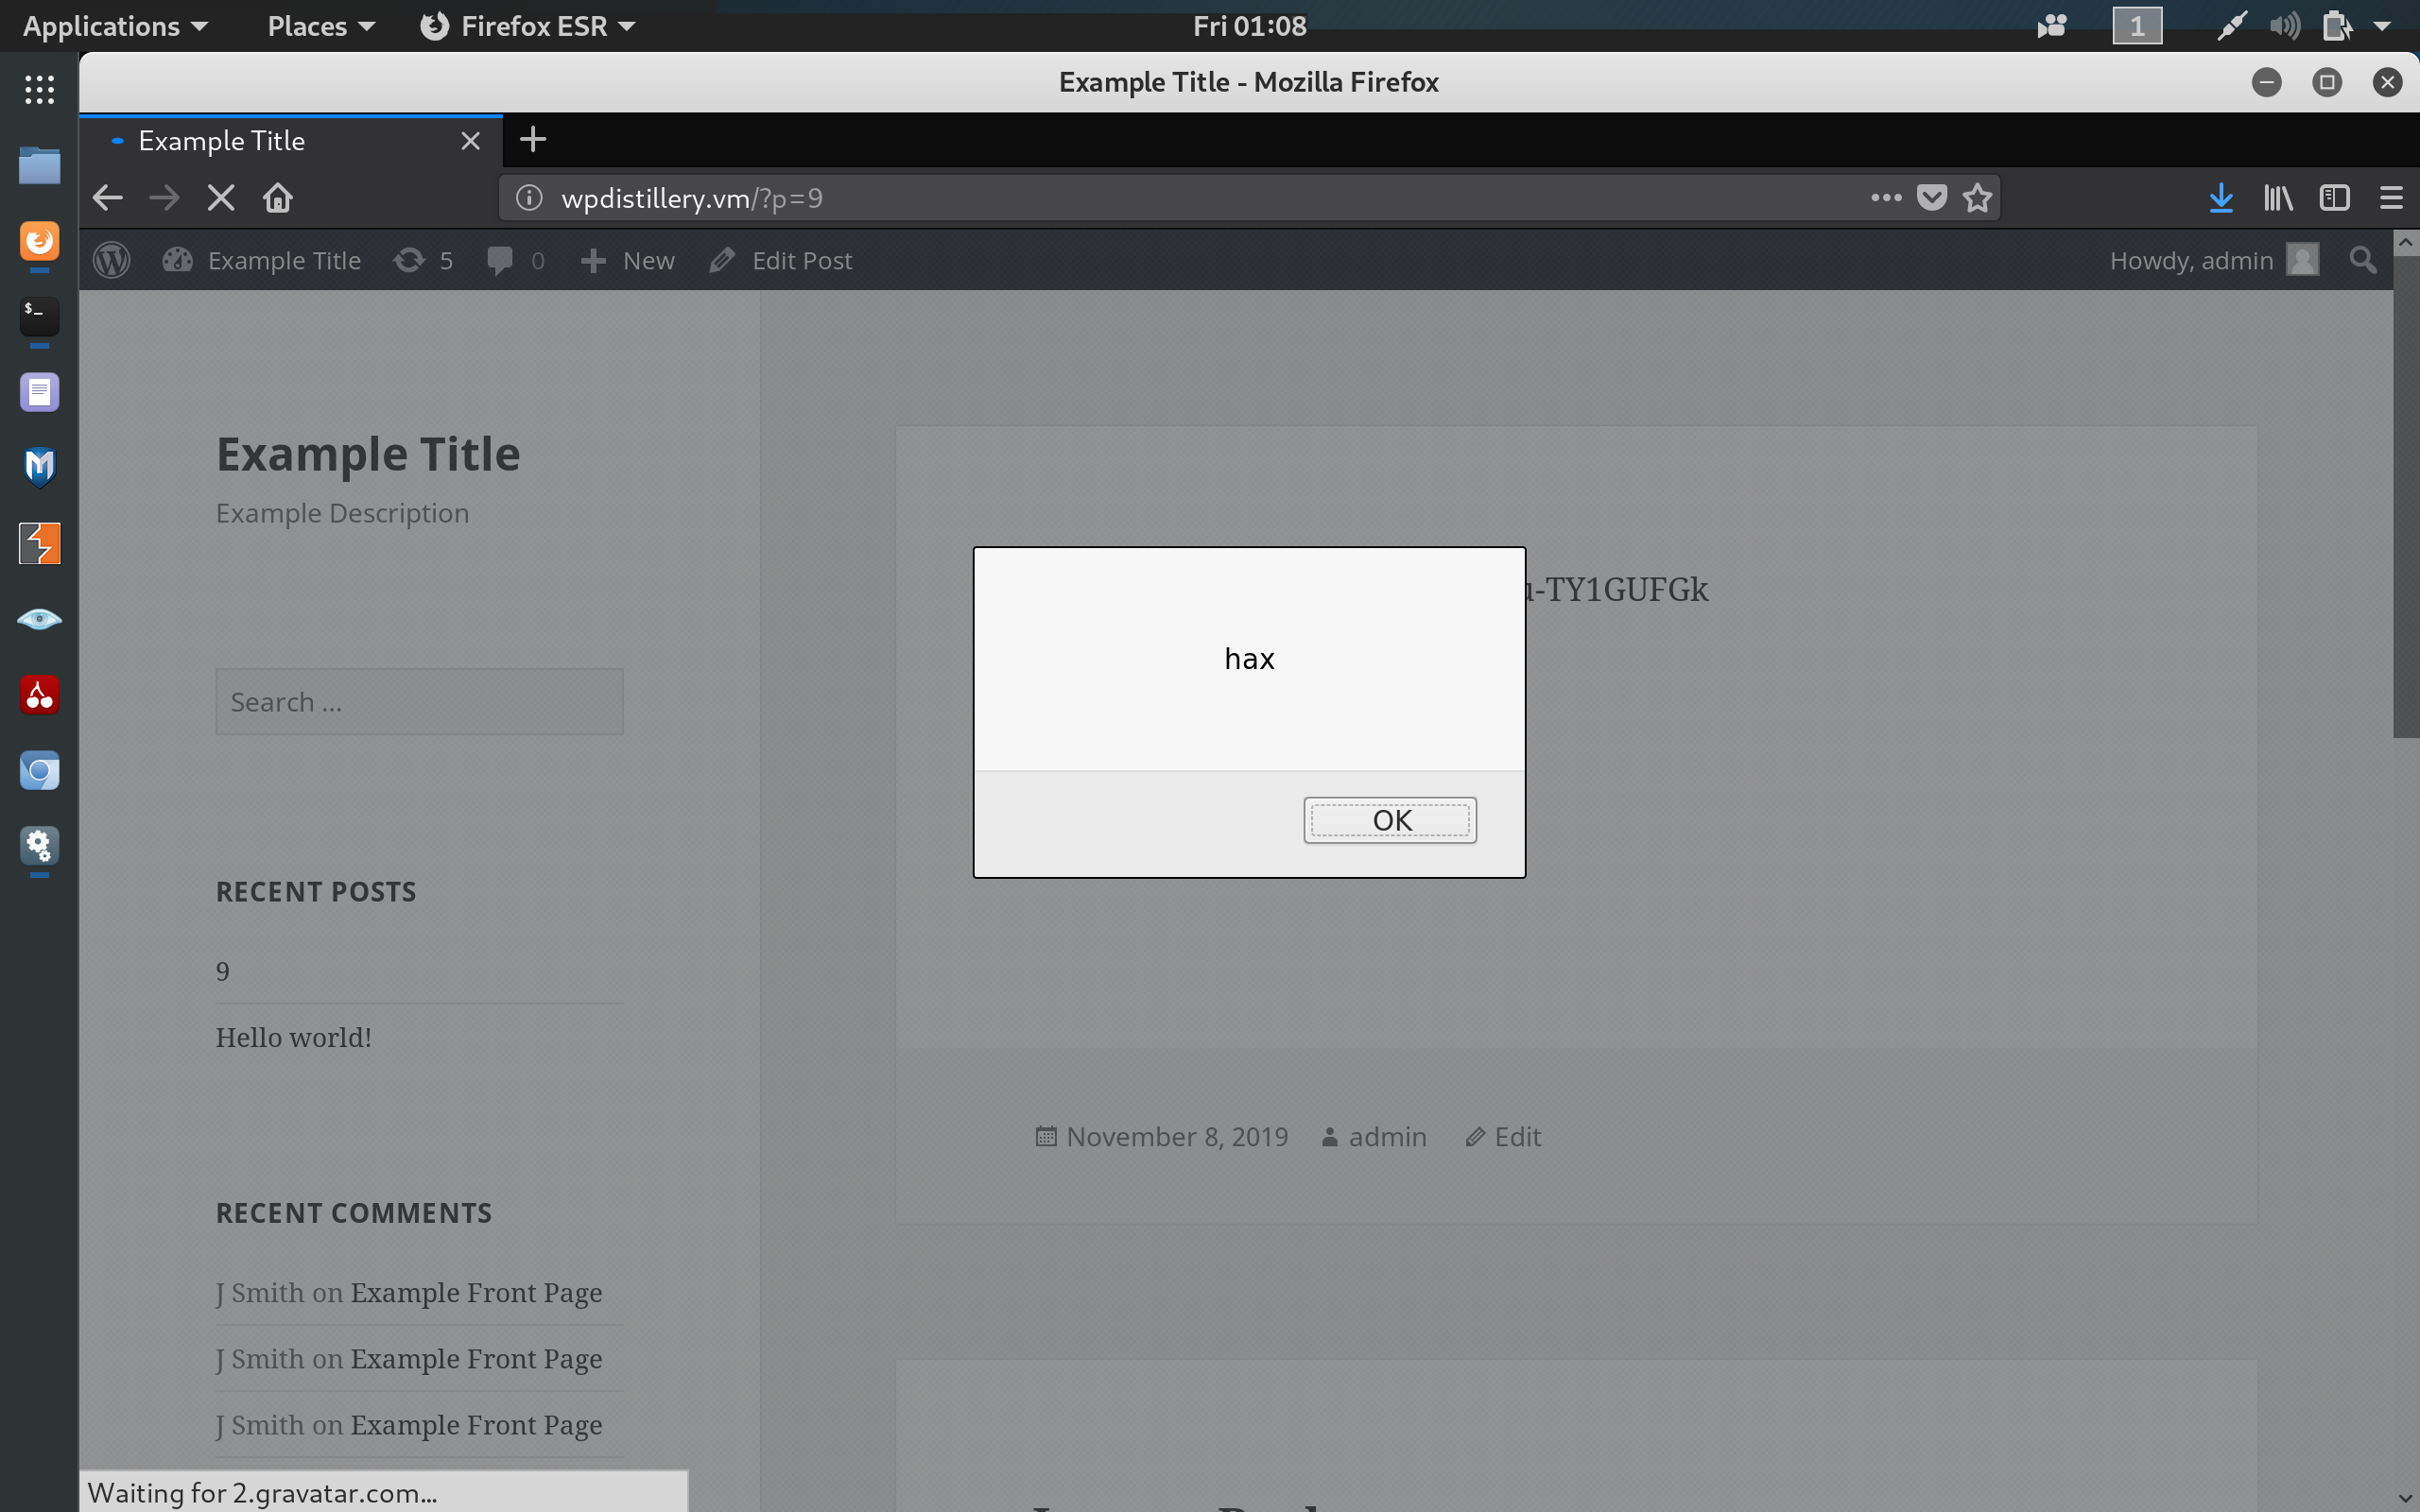 Applications Places Firefox ESR Fri 01:08 1
Example Title - Mozilla Firefox
Example Title
wpdistillery.vm/?p=9
Example Title 5 0 New Edit Post Howdy, admin
Example Title
Example Description
Search ...
RECENT POSTS
9
Hello world!
RECENT COMMENTS
J Smith on Example Front Page
J Smith on Example Front Page
J Smith on Example Front Page
u-TY1GUFGk
hax
OK
November 8, 2019 admin Edit
Waiting for 2.gravatar.com...
$_